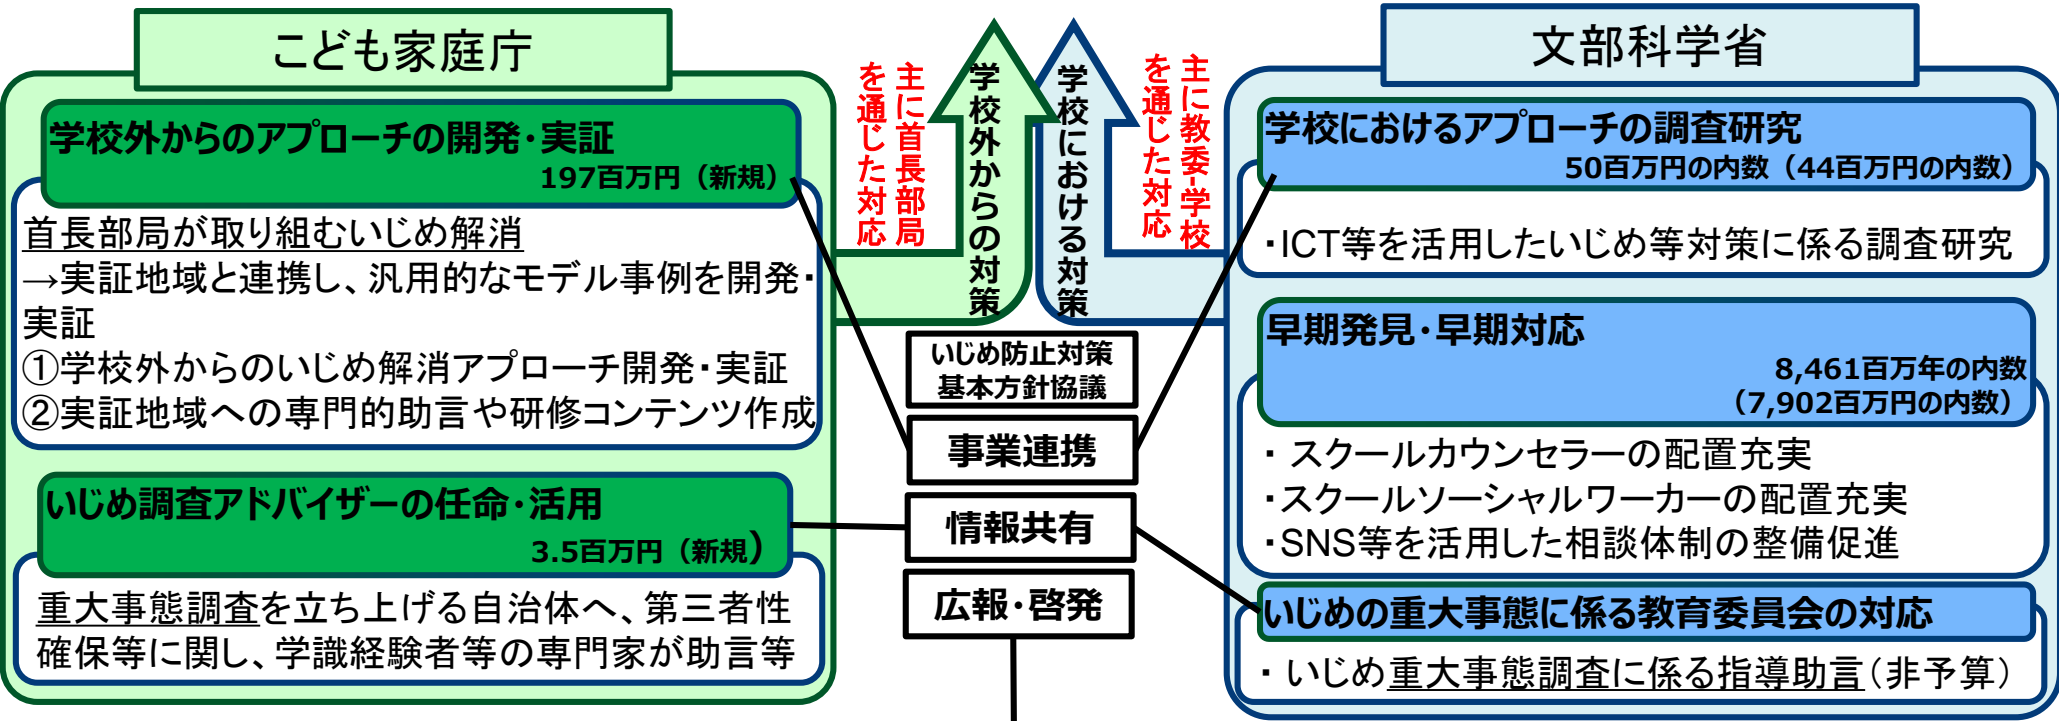 こども家庭庁
学校外からのアプローチの開発・実証
197百万円（新規）
首長部局が取り組むいじめ解消
→実証地域と連携し、汎用的なモデル事例を開発・
実証
①学校外からのいじめ解消アプローチ開発・実証
②実証地域への専門的助言や研修コンテンツ作成
いじめ調査アドバイザーの任命・活用
3.5百万円（新規）
重大事態調査を立ち上げる自治体へ、第三者性
確保等に関し、学識経験者等の専門家が助言等
主に首長部局
を通じた対応
学校外からの対策
学校における対策
主に教委・学校
を通じた対応
いじめ防止対策
基本方針協議
事業連携
情報共有
広報・啓発
文部科学省
学校におけるアプローチの調査研究
50百万円の内数（44百万円の内数）
・ICT等を活用したいじめ等対策に係る調査研究
早期発見・早期対応
8,461百万年の内数
（7,902百万円の内数）
・ スクールカウンセラーの配置充実
・スクールソーシャルワーカーの配置充実
・SNS等を活用した相談体制の整備促進
いじめの重大事態に係る教育委員会の対応
・ いじめ重大事態調査に係る指導助言（非予算）